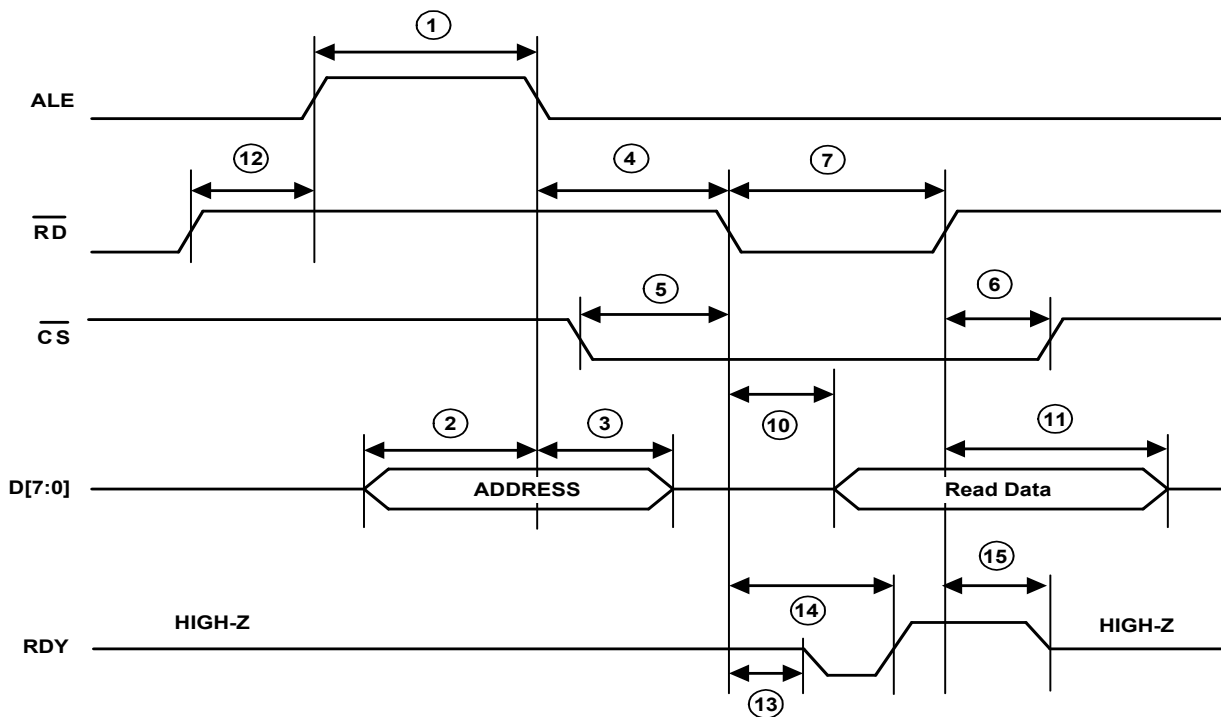 1
ALE
12
4
7
RD
5
6
CS
2
3
10
11
D[7:0]
ADDRESS
Read Data
15
14
HIGH-Z
HIGH-Z
RDY
13